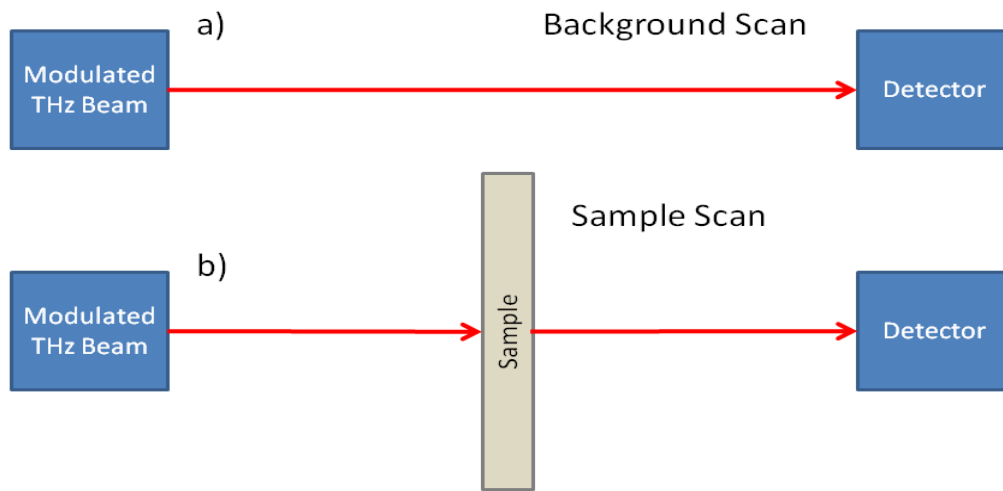 a)
Background Scan
Modulated
THz Beam
Detector
Sample Scan
b)
Modulated
THz Beam
Sample
Detector